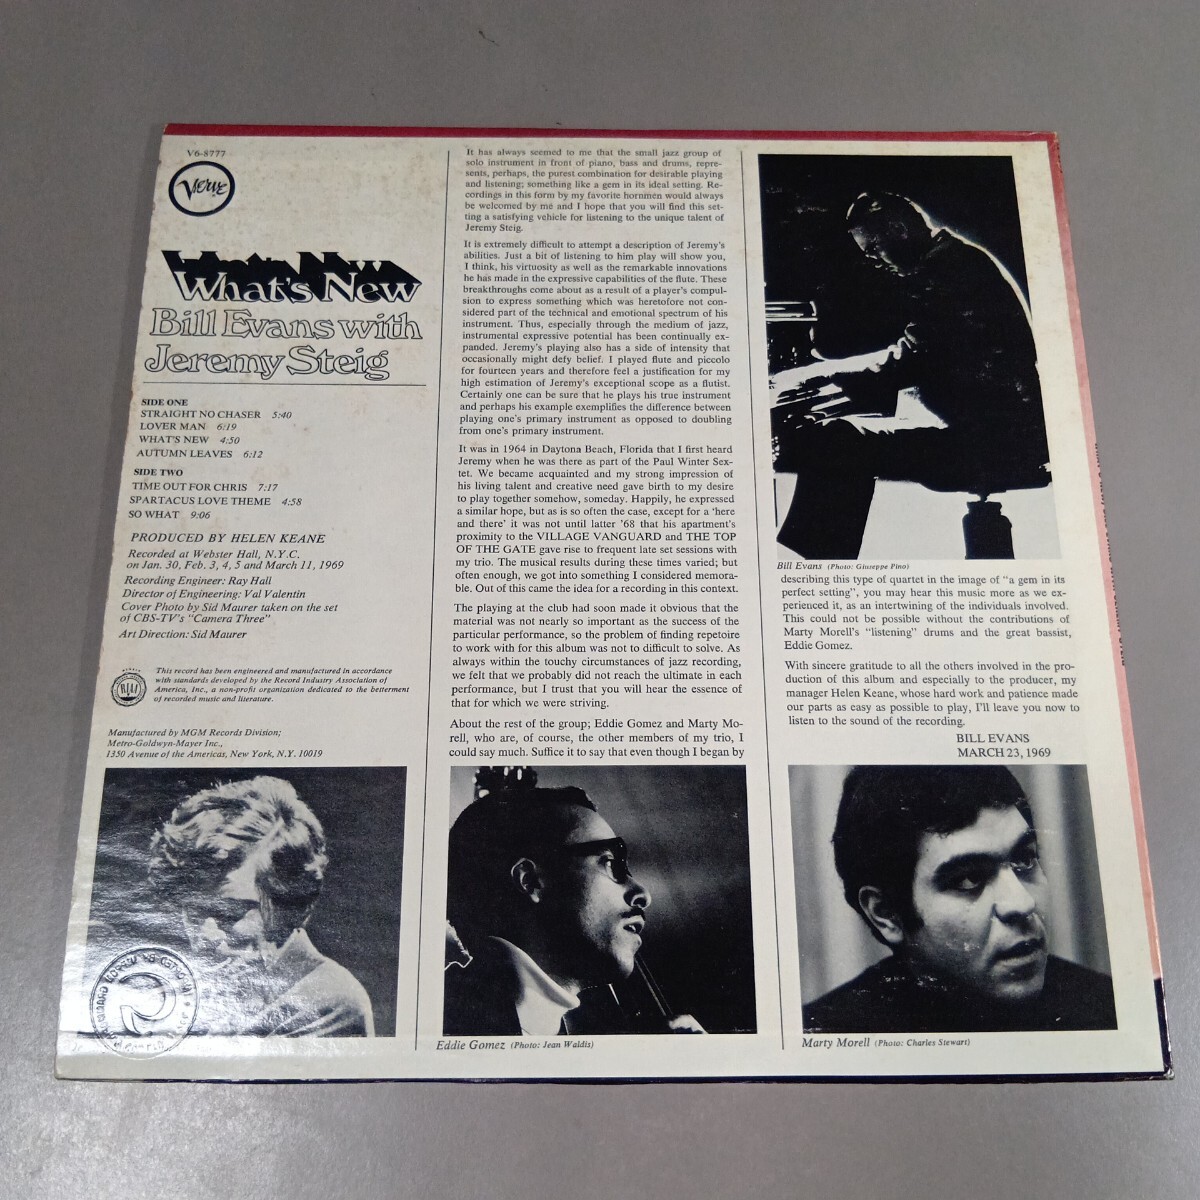 V6-8777
Verve
What's New
Bill Evans with
Jeremy Steig
SIDE ONE
STRAIGHT NO CHASER 5:40
LOVER MAN 6:19
WHAT'S NEW 4:50
AUTUMN LEAVES 6:12
SIDE TWO
TIME OUT FOR CHRIS 7:17
SPARTACUS LOVE THEME 4:58
SO WHAT 9:06
PRODUCED BY HELEN KEANE
Recorded at Webster Hall, N.Y.C.
on Jan. 30, Feb. 3, 4, 5 and March 11, 1969
Recording Engineer: Ray Hall
Director of Engineering: Val Valentin
Cover Photo by Sid Maurer taken on the set
of CBS-TV's "Camera Three"
Art Direction: Sid Maurer
RIAA
This record has been engineered and manufactured in accordance
with standards developed by the Record Industry Association of
America, Inc., a non-profit organization dedicated to the betterment
of recorded music and literature.
Manufactured by MGM Records Division;
Metro-Goldwyn-Mayer Inc.,
1350 Avenue of the Americas, New York, N.Y. 10019
It has always seemed to me that the small jazz group of
solo instrument in front of piano, bass and drums, repre-
sents, perhaps, the purest combination for desirable playing
and listening; something like a gem in its ideal setting. Re-
cordings in this form by my favorite hornmen would always
be welcomed by me and I hope that you will find this set-
ting a satisfying vehicle for listening to the unique talent of
Jeremy Steig.
It is extremely difficult to attempt a description of Jeremy's
abilities. Just a bit of listening to him play will show you,
I think, his virtuosity as well as the remarkable innovations
he has made in the expressive capabilities of the flute. These
breakthroughs come about as a result of a player's compul-
sion to express something which was heretofore not con-
sidered part of the technical and emotional spectrum of his
instrument. Thus, especially through the medium of jazz,
instrumental expressive potential has been continually ex-
panded. Jeremy's playing also has a side of intensity that
occasionally might defy belief. I played flute and piccolo
for fourteen years and therefore feel a justification for my
high estimation of Jeremy's exceptional scope as a flutist.
Certainly one can be sure that he plays his true instrument
and perhaps his example exemplifies the difference between
playing one's primary instrument as opposed to doubling
from one's primary instrument.
It was in 1964 in Daytona Beach, Florida that I first heard
Jeremy when he was there as part of the Paul Winter Sex-
tet. We became acquainted and my strong impression of
his living talent and creative need gave birth to my desire
to play together somehow, someday. Happily, he expressed
a similar hope, but as is so often the case, except for a 'here
and there' it was not until latter '68 that his apartment's
proximity to the VILLAGE VANGUARD and THE TOP
OF THE GATE gave rise to frequent late set sessions with
my trio. The musical results during these times varied; but
often enough, we got into something I considered memora-
ble. Out of this came the idea for a recording in this context.
The playing at the club had soon made it obvious that the
material was not nearly so important as the success of the
particular performance, so the problem of finding repetoire
to work with for this album was not to difficult to solve. As
always within the touchy circumstances of jazz recording,
we felt that we probably did not reach the ultimate in each
performance, but I trust that you will hear the essence of
that for which we were striving.
About the rest of the group; Eddie Gomez and Marty Mo-
rell, who are, of course, the other members of my trio, I
could say much. Suffice it to say that even though I began by
Bill Evans (Photo: Giuseppe Pino)
describing this type of quartet in the image of "a gem in its
perfect setting", you may hear this music more as we ex-
perienced it, as an intertwining of the individuals involved.
This could not be possible without the contributions of
Marty Morell's "listening" drums and the great bassist,
Eddie Gomez.
With sincere gratitude to all the others involved in the pro-
duction of this album and especially to the producer, my
manager Helen Keane, whose hard work and patience made
our parts as easy as possible to play, I'll leave you now to
listen to the sound of the recording.
BILL EVANS
MARCH 23, 1969
Eddie Gomez (Photo: Jean Waldis)
Marty Morell (Photo: Charles Stewart)